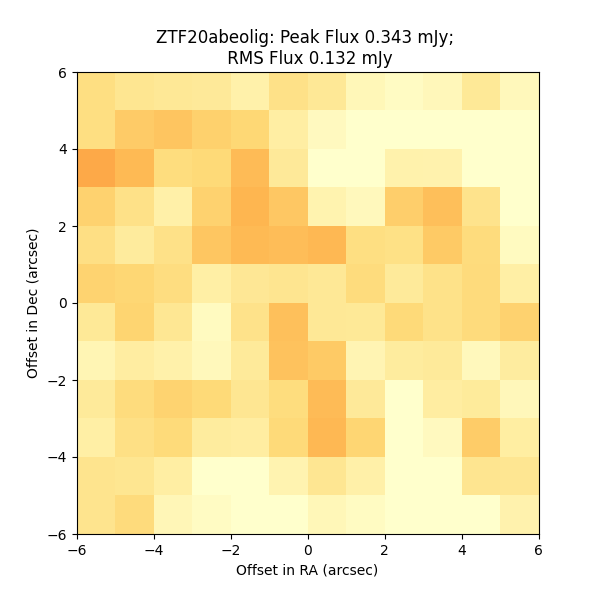 ZTF20abeolig: Peak Flux 0.343 mJy;
RMS Flux 0.132 mJy
6
4
2
0
−2
−4
−6
Offset in Dec (arcsec)
−6 −4 −2 0 2 4 6
Offset in RA (arcsec)